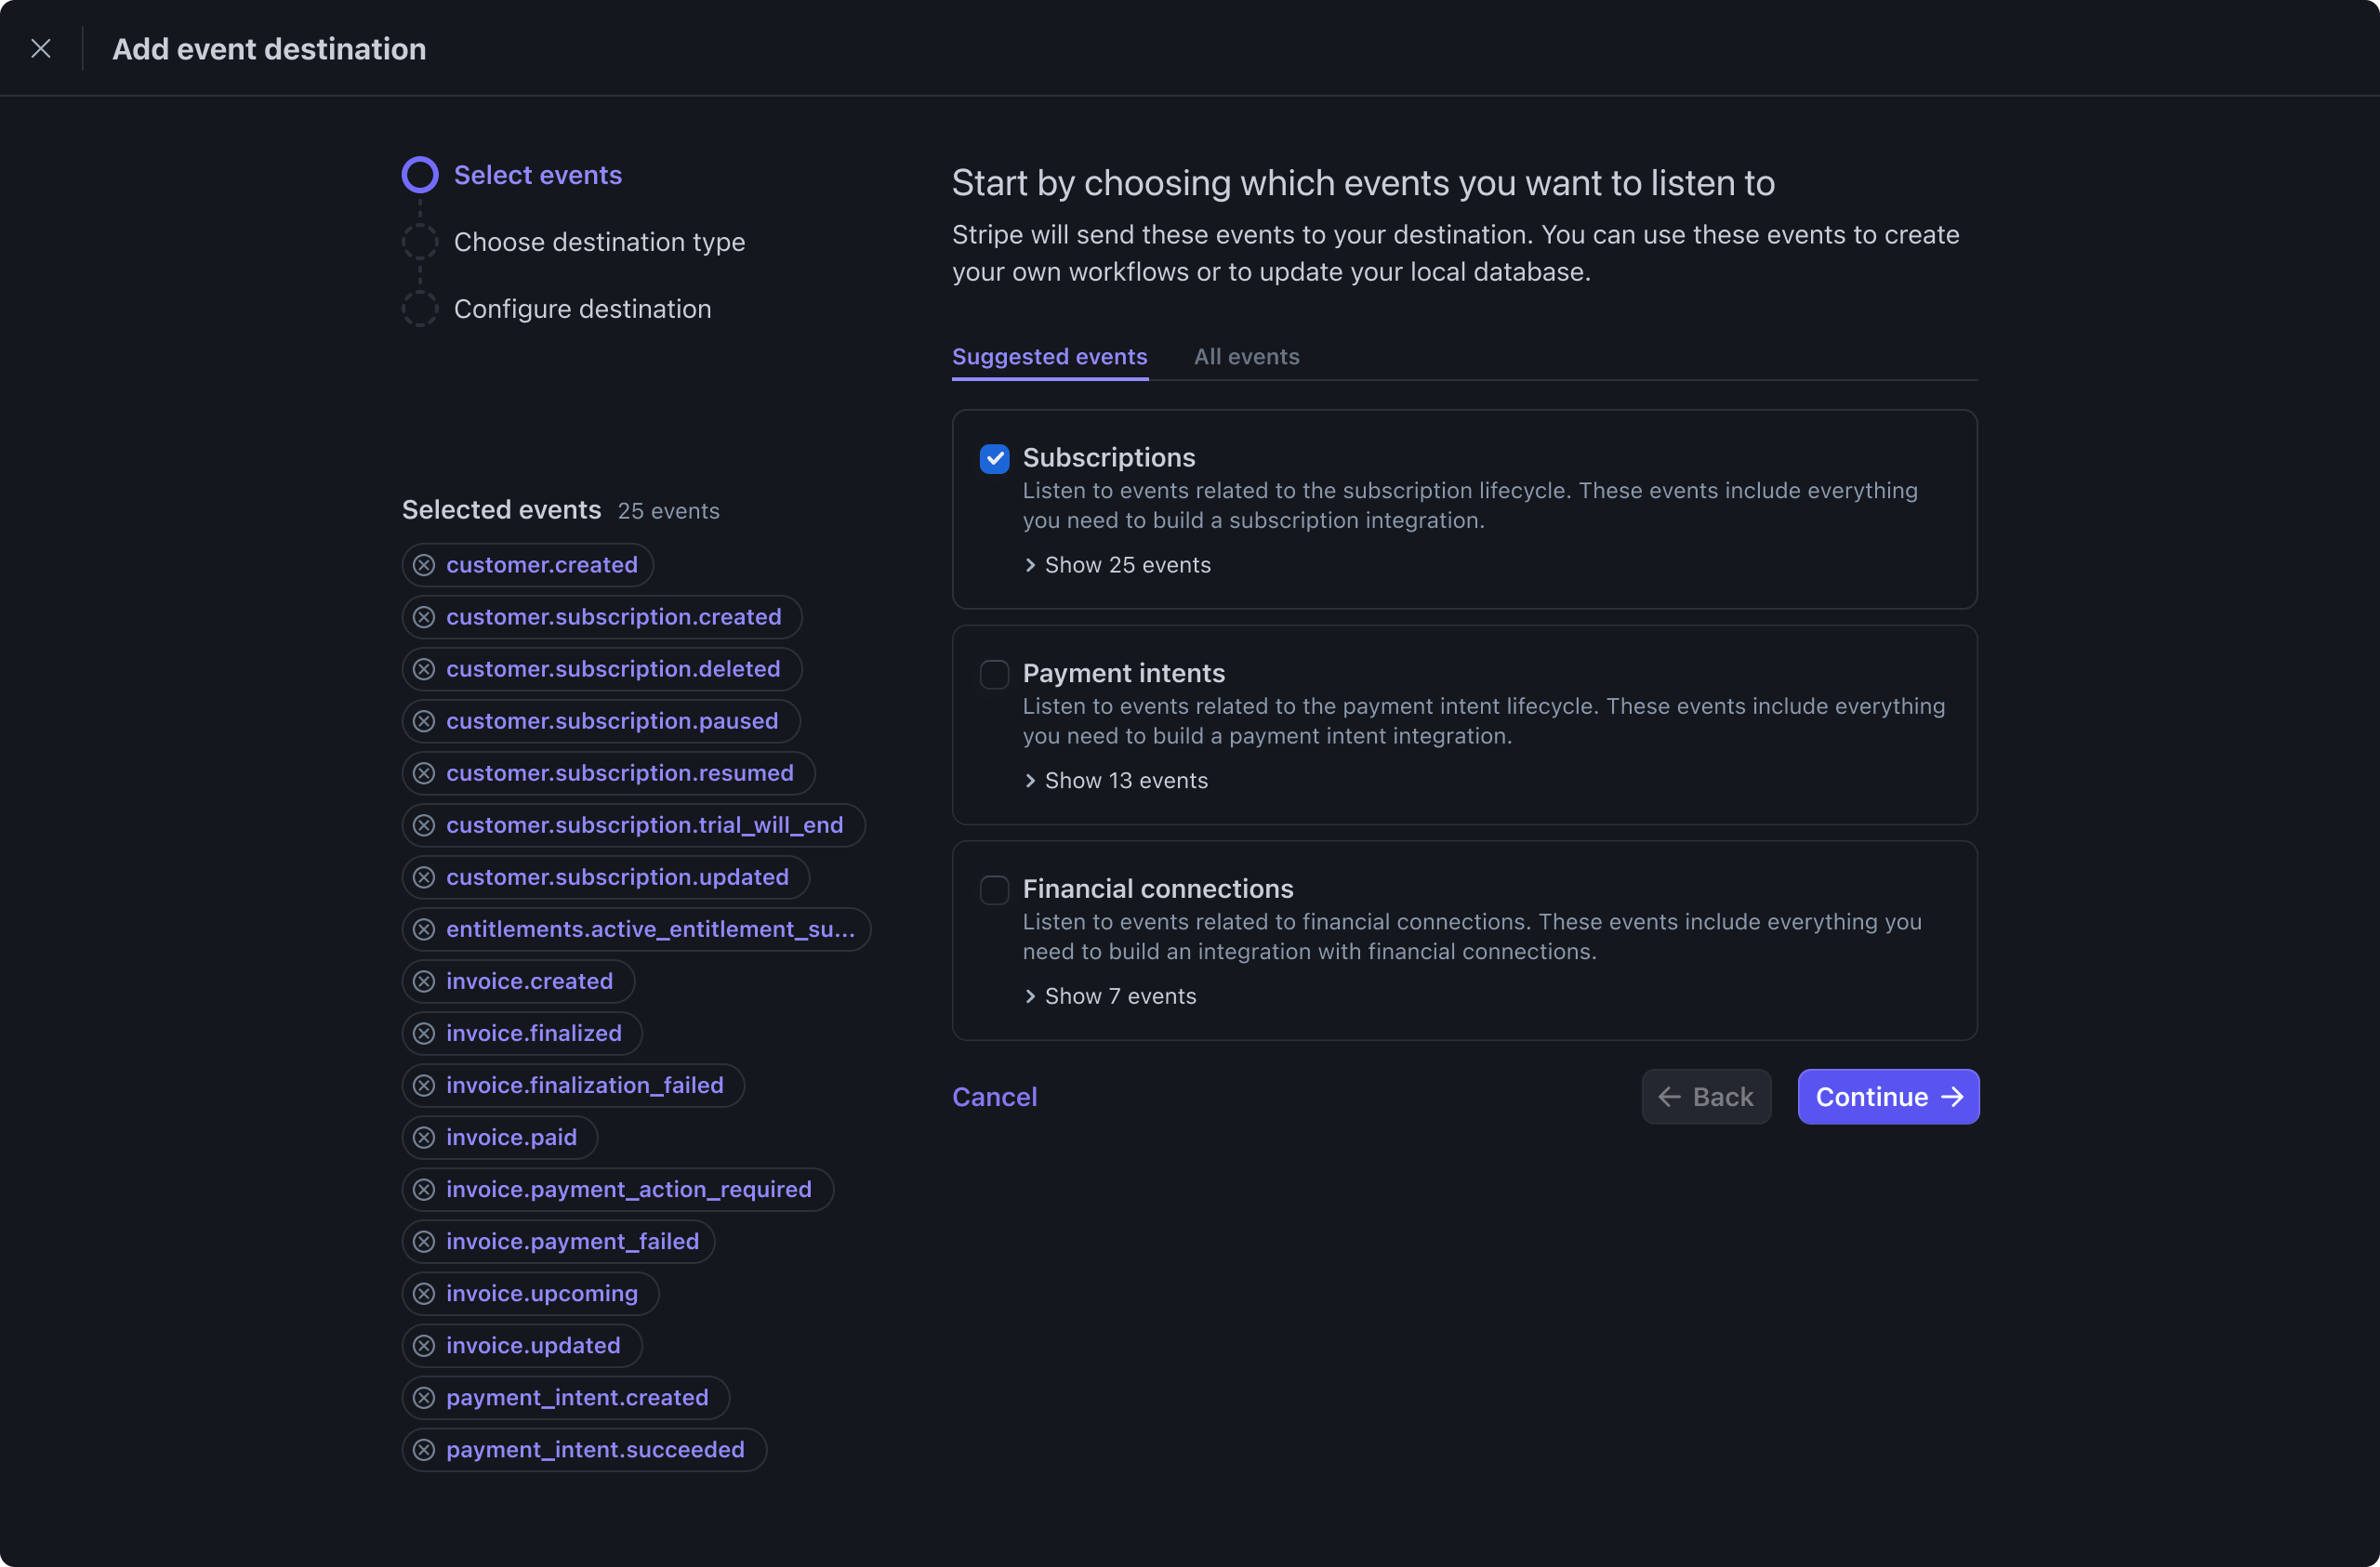 Add event destination
Select events
Choose destination type
Configure destination
Selected events 25 events
customer.created
customer.subscription.created
customer.subscription.deleted
customer.subscription.paused
customer.subscription.resumed
customer.subscription.trial_will_end
customer.subscription.updated
entitlements.active_entitlement_su...
invoice.created
invoice.finalized
invoice.finalization_failed
invoice.paid
invoice.payment_action_required
invoice.payment_failed
invoice.upcoming
invoice.updated
payment_intent.created
payment_intent.succeeded
Start by choosing which events you want to listen to
Stripe will send these events to your destination. You can use these events to create
your own workflows or to update your local database.
Suggested events All events
Subscriptions
Listen to events related to the subscription lifecycle. These events include everything
you need to build a subscription integration.
Show 25 events
Payment intents
Listen to events related to the payment intent lifecycle. These events include everything
you need to build a payment intent integration.
Show 13 events
Financial connections
Listen to events related to financial connections. These events include everything you
need to build an integration with financial connections.
Show 7 events
Cancel Back Continue